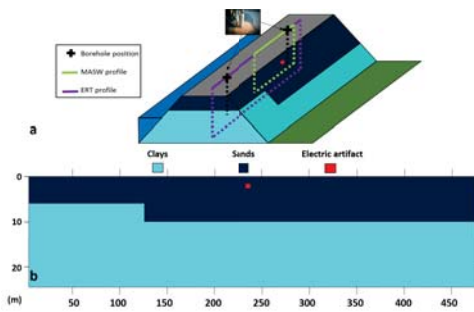 Borehole position
MASW profile
ERT profile
a
Clays Sands Electric artifact
0
10
20
b
(m) 50 100 150 200 250 300 350 400 450